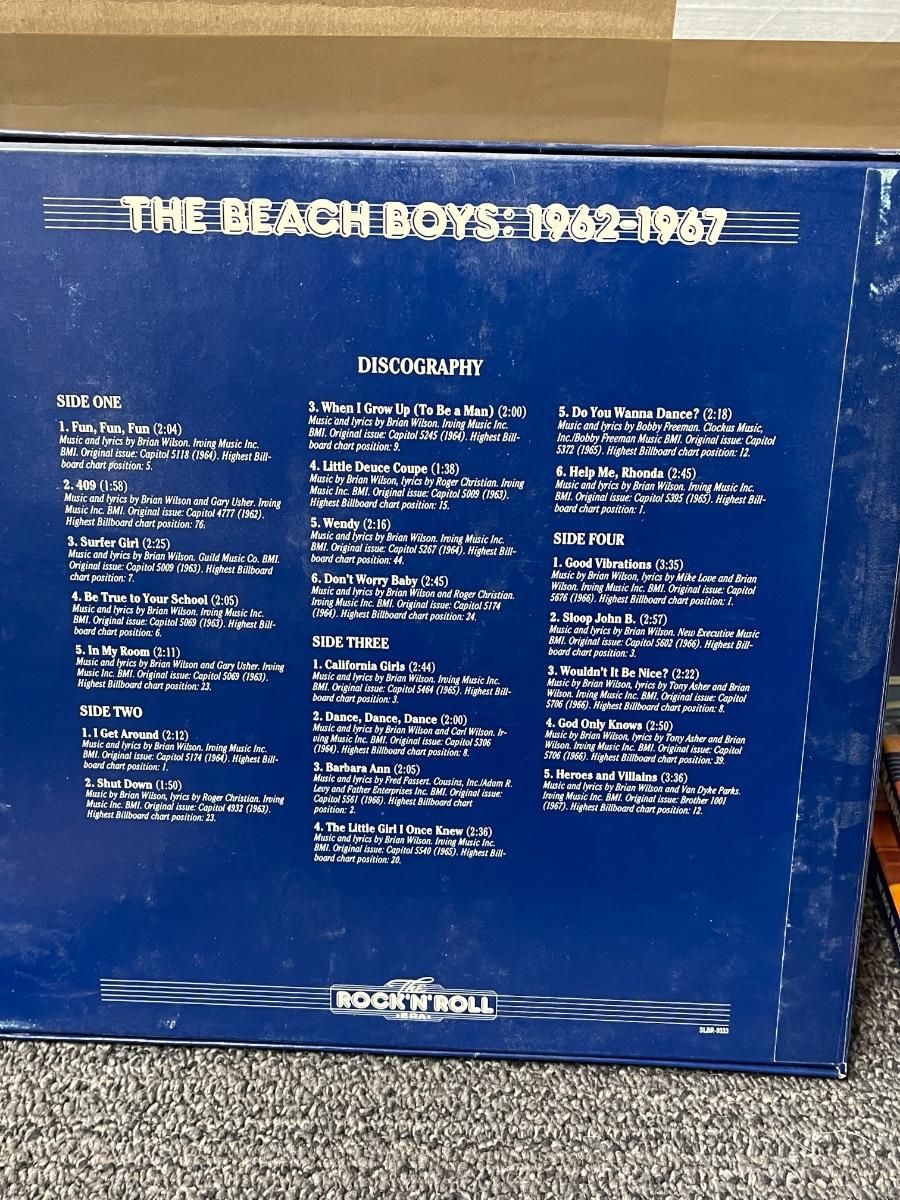 THE BEACH BOYS: 1962-1967
DISCOGRAPHY
SIDE ONE
1. Fun, Fun, Fun (2:04)
Music and lyrics by Brian Wilson. Irving Music Inc.
BMI. Original issue: Capitol 5118 (1964). Highest Bill-
board chart position: 5.
2. 409 (1:58)
Music and lyrics by Brian Wilson and Gary Usher. Irving
Music Inc. BMI. Original issue: Capitol 4777 (1962).
Highest Billboard chart position: 76.
3. Surfer Girl (2:25)
Music and lyrics by Brian Wilson. Guild Music Co. BMI.
Original issue: Capitol 5009 (1963). Highest Billboard
chart position: 7.
4. Be True to Your School (2:05)
Music and lyrics by Brian Wilson. Irving Music Inc.
BMI. Original issue: Capitol 5069 (1963). Highest Bill-
board chart position: 6.
5. In My Room (2:11)
Music and lyrics by Brian Wilson and Gary Usher. Irving
Music Inc. BMI. Original issue: Capitol 5069 (1963).
Highest Billboard chart position: 23.
SIDE TWO
1. I Get Around (2:12)
Music and lyrics by Brian Wilson. Irving Music Inc.
BMI. Original issue: Capitol 5174 (1964). Highest Bill-
board chart position: 1.
2. Shut Down (1:50)
Music by Brian Wilson, lyrics by Roger Christian. Irving
Music Inc. BMI. Original issue: Capitol 4932 (1963).
Highest Billboard chart position: 23.
3. When I Grow Up (To Be a Man) (2:00)
Music and lyrics by Brian Wilson. Irving Music Inc.
BMI. Original issue: Capitol 5245 (1964). Highest Bill-
board chart position: 9.
4. Little Deuce Coupe (1:38)
Music by Brian Wilson, lyrics by Roger Christian. Irving
Music Inc. BMI. Original issue: Capitol 5009 (1963).
Highest Billboard chart position: 15.
5. Wendy (2:16)
Music and lyrics by Brian Wilson. Irving Music Inc.
BMI. Original issue: Capitol 5267 (1964). Highest Bill-
board chart position: 44.
6. Don't Worry Baby (2:45)
Music and lyrics by Brian Wilson and Roger Christian.
Irving Music Inc. BMI. Original issue: Capitol 5174
(1964). Highest Billboard chart position: 24.
SIDE THREE
1. California Girls (2:44)
Music and lyrics by Brian Wilson. Irving Music Inc.
BMI. Original issue: Capitol 5464 (1965). Highest Bill-
board chart position: 3.
2. Dance, Dance, Dance (2:00)
Music and lyrics by Brian Wilson and Carl Wilson. Ir-
ving Music Inc. BMI. Original issue: Capitol 5306
(1964). Highest Billboard chart position: 8.
3. Barbara Ann (2:05)
Music and lyrics by Fred Fassert. Cousins, Inc./Adam R.
Levy and Father Enterprises Inc. BMI. Original issue:
Capitol 5561 (1966). Highest Billboard chart
position: 2.
4. The Little Girl I Once Knew (2:36)
Music and lyrics by Brian Wilson. Irving Music Inc.
BMI. Original issue: Capitol 5540 (1965). Highest Bill-
board chart position: 20.
5. Do You Wanna Dance? (2:18)
Music and lyrics by Bobby Freeman. Clockus Music,
Inc./Bobby Freeman Music BMI. Original issue: Capitol
5372 (1965). Highest Billboard chart position: 12.
6. Help Me, Rhonda (2:45)
Music and lyrics by Brian Wilson. Irving Music Inc.
BMI. Original issue: Capitol 5395 (1965). Highest Bill-
board chart position: 1.
SIDE FOUR
1. Good Vibrations (3:35)
Music by Brian Wilson, lyrics by Mike Love and Brian
Wilson. Irving Music Inc. BMI. Original issue: Capitol
5676 (1966). Highest Billboard chart position: 1.
2. Sloop John B. (2:57)
Music and lyrics by Brian Wilson. New Executive Music
BMI. Original issue: Capitol 5602 (1966). Highest Bill-
board chart position: 3.
3. Wouldn't It Be Nice? (2:22)
Music by Brian Wilson, lyrics by Tony Asher and Brian
Wilson. Irving Music Inc. BMI. Original issue: Capitol
5706 (1966). Highest Billboard chart position: 8.
4. God Only Knows (2:50)
Music by Brian Wilson, lyrics by Tony Asher and Brian
Wilson. Irving Music Inc. BMI. Original issue: Capitol
5706 (1966). Highest Billboard chart position: 39.
5. Heroes and Villains (3:36)
Music and lyrics by Brian Wilson and Van Dyke Parks.
Irving Music Inc. BMI. Original issue: Brother 1001
(1967). Highest Billboard chart position: 12.
The
ROCK'N'ROLL
ERA